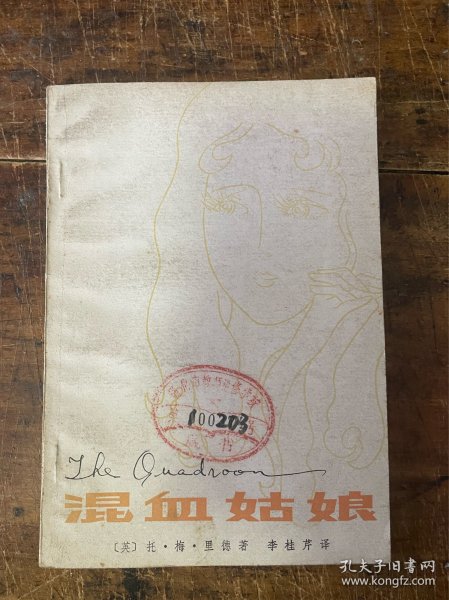 100203
The Quadroon
混血姑娘
〔英〕托·梅·里德著 李桂芹译
孔夫子旧书网
www.kongfz.com